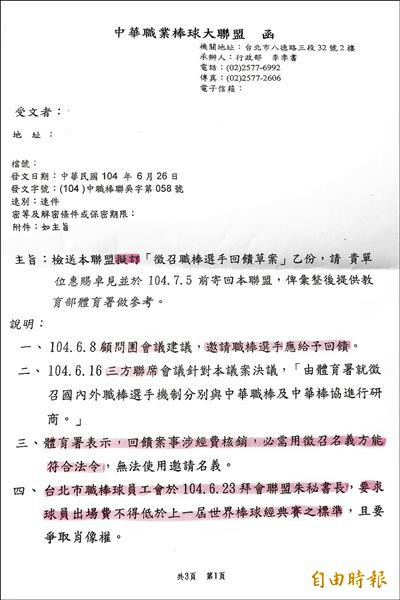 中華職業棒球大聯盟　函
機關地址：台北市八德路三段 32 號 2 樓
承辦人：行政部　李季書
電話：(02)2577-6992
傳真：(02)2577-2606
電子信箱：
受文者：
地　址：
檔號：
發文日期：中華民國 104 年 6 月 26 日
發文字號：(104)中職棒聯吳字第 058 號
速別：速件
密等及解密條件或保密期限：
附件：如主旨
主旨：檢送本聯盟擬訂「徵召職棒選手回饋草案」乙份，請 貴單
位惠賜卓見並於 104.7.5 前寄回本聯盟，俾彙整後提供教
育部體育署做參考。
說明：
一、104.6.8 顧問團會議建議，邀請職棒選手應給予回饋。
二、104.6.16 三方聯席會議針對本議案決議，「由體育署就徵
召國內外職棒選手機制分別與中華職棒及中華棒協進行研
商。」
三、體育署表示，回饋案事涉經費核銷，必需用徵召名義方能
符合法令，無法使用邀請名義。
四、台北市職棒球員工會於 104.6.23 拜會聯盟朱秘書長，要求
球員出場費不得低於上一屆世界棒球經典賽之標準，且要
爭取肖像權。
共3頁　第1頁
自由時報